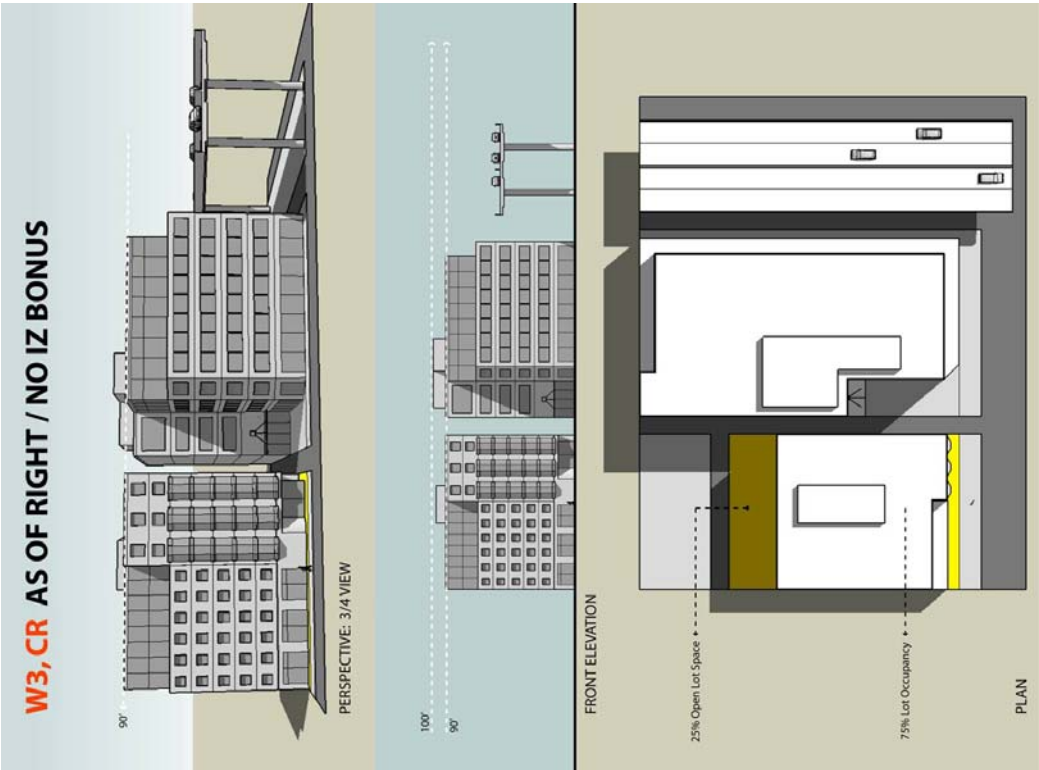 W3, CR AS OF RIGHT / NO IZ BONUS
90'
PERSPECTIVE: 3/4 VIEW
100'
90'
FRONT ELEVATION
25% Open Lot Space
75% Lot Occupancy
PLAN